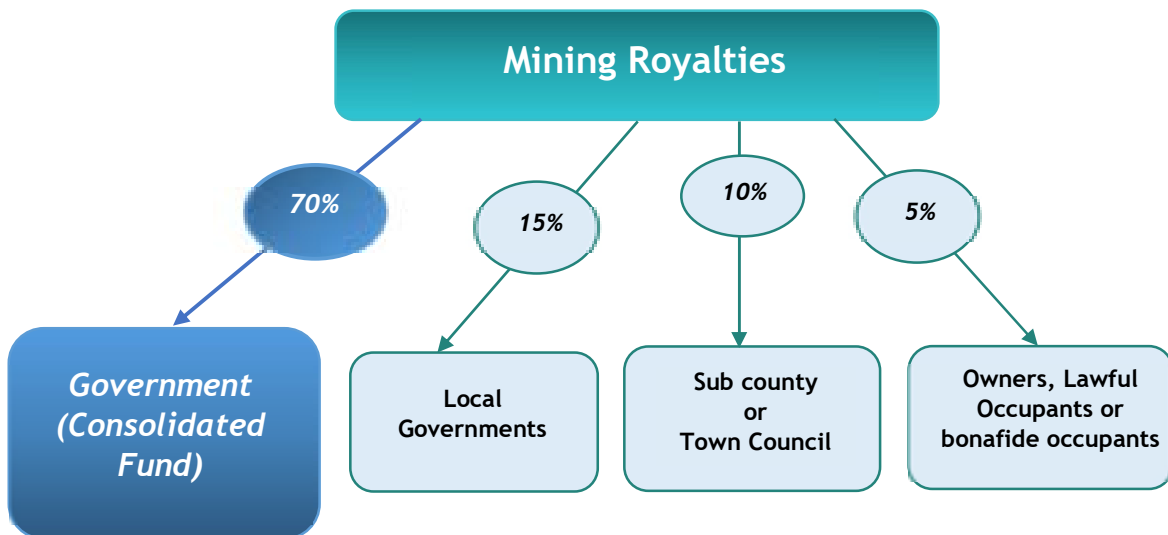 Mining Royalties
70%
15%
10%
5%
Government
(Consolidated
Fund)
Local
Governments
Sub county
or
Town Council
Owners, Lawful
Occupants or
bonafide occupants